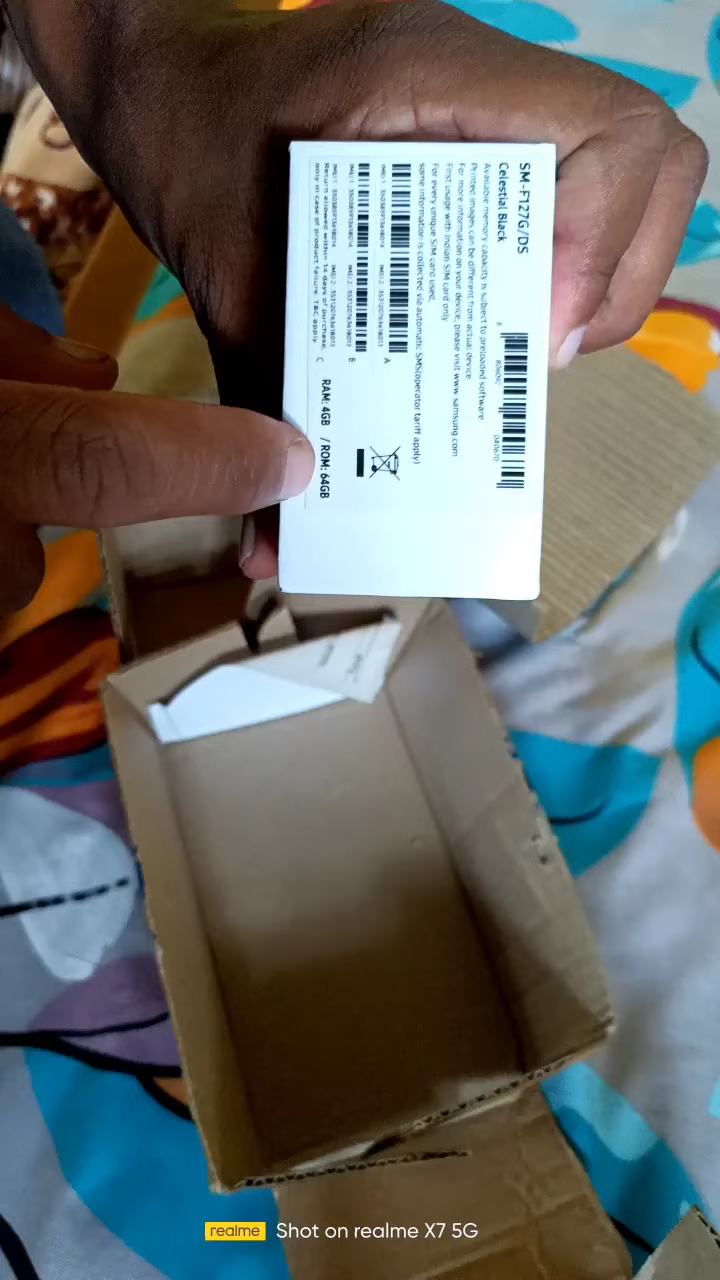 SM-F127G/DS
Celestial Black
Available memory capacity is subject to preloaded software
Printed images can be different from actual device
For more information on your device, please visit www.samsung.com
First usage with Indian SIM card only
For every unique SIM card used,
some information is collected via automatic SMS(operator tariff apply)
A
B
Return allowed within 14 days of purchase. C
only in case of product failure. T&C apply
RAM: 4GB / ROM: 64GB
realme Shot on realme X7 5G